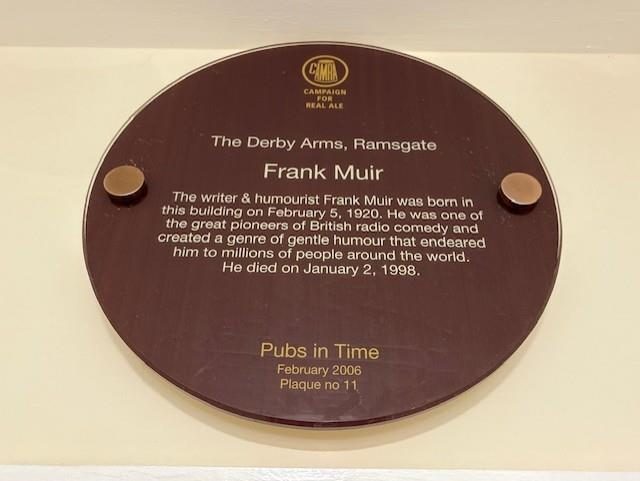 CAMRA
CAMPAIGN
FOR
REAL ALE
The Derby Arms, Ramsgate
Frank Muir
The writer & humourist Frank Muir was born in
this building on February 5, 1920. He was one of
the great pioneers of British radio comedy and
created a genre of gentle humour that endeared
him to millions of people around the world.
He died on January 2, 1998.
Pubs in Time
February 2006
Plaque no 11